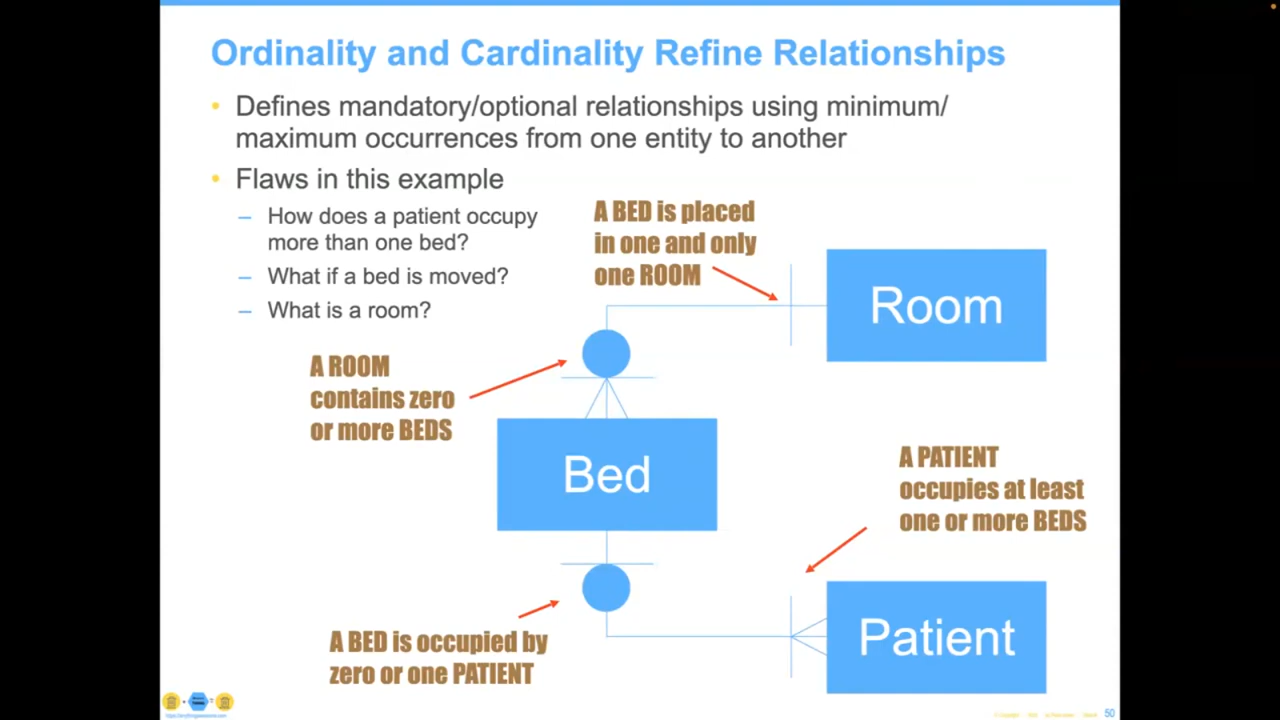 Ordinality and Cardinality Refine Relationships
• Defines mandatory/optional relationships using minimum/
maximum occurrences from one entity to another
• Flaws in this example
– How does a patient occupy
more than one bed?
– What if a bed is moved?
– What is a room?
A BED is placed
in one and only
one ROOM
Room
A ROOM
contains zero
or more BEDS
Bed
A PATIENT
occupies at least
one or more BEDS
A BED is occupied by
zero or one PATIENT
Patient
50